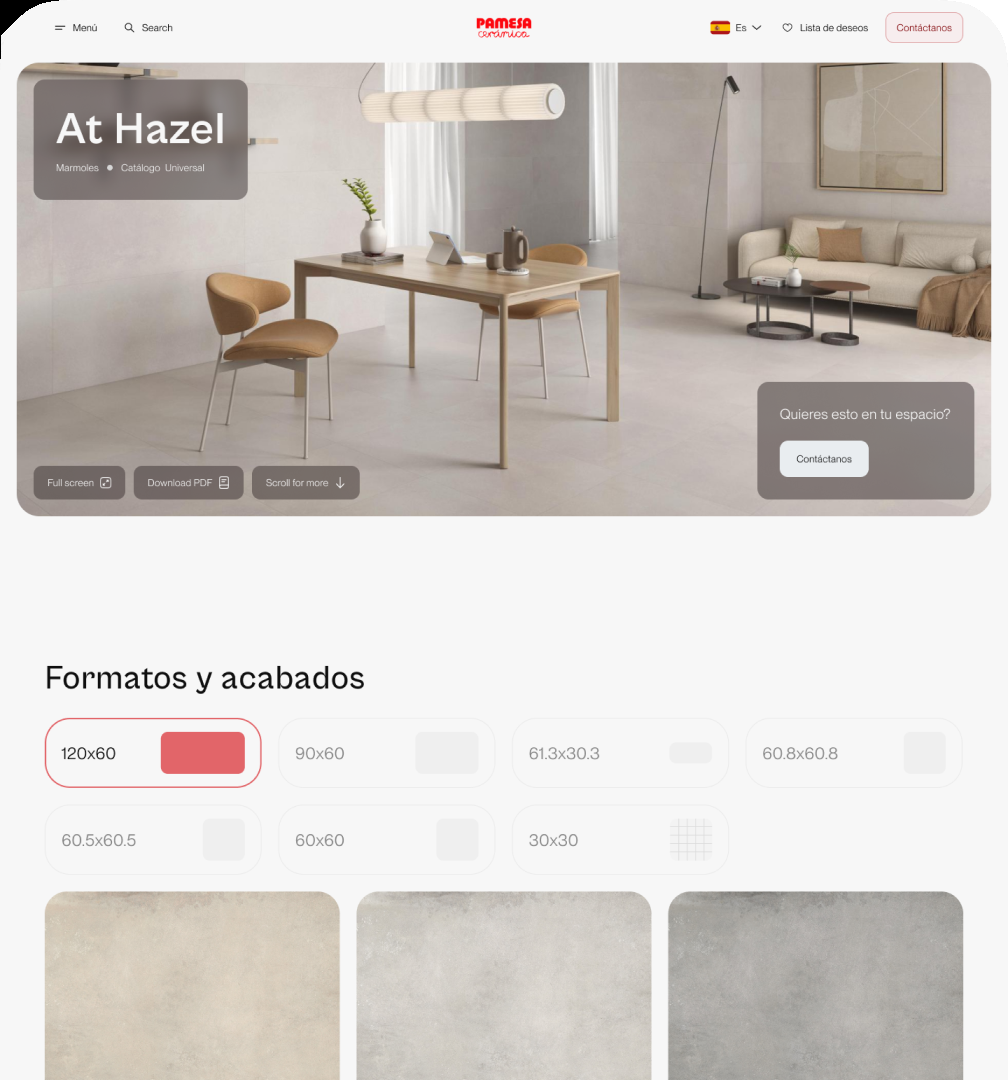 Menú
Search
PAMESA
cerámica
Es
Lista de deseos
Contáctanos
At Hazel
Marmoles • Catálogo Universal
Quieres esto en tu espacio?
Contáctanos
Full screen
Download PDF
Scroll for more
Formatos y acabados
120x60
90x60
61.3x30.3
60.8x60.8
60.5x60.5
60x60
30x30